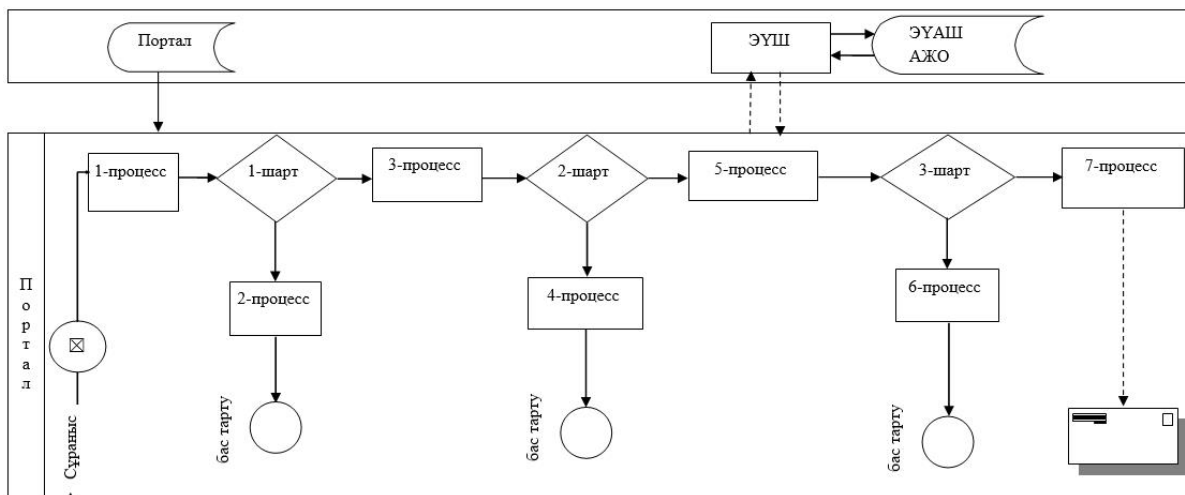 Портал
ЭҮШ
ЭҮАШ
АЖО
1-процесс
1-шарт
3-процесс
2-шарт
5-процесс
3-шарт
7-процесс
2-процесс
4-процесс
6-процесс
Портал
Сұраныс
бас тарту
бас тарту
бас тарту